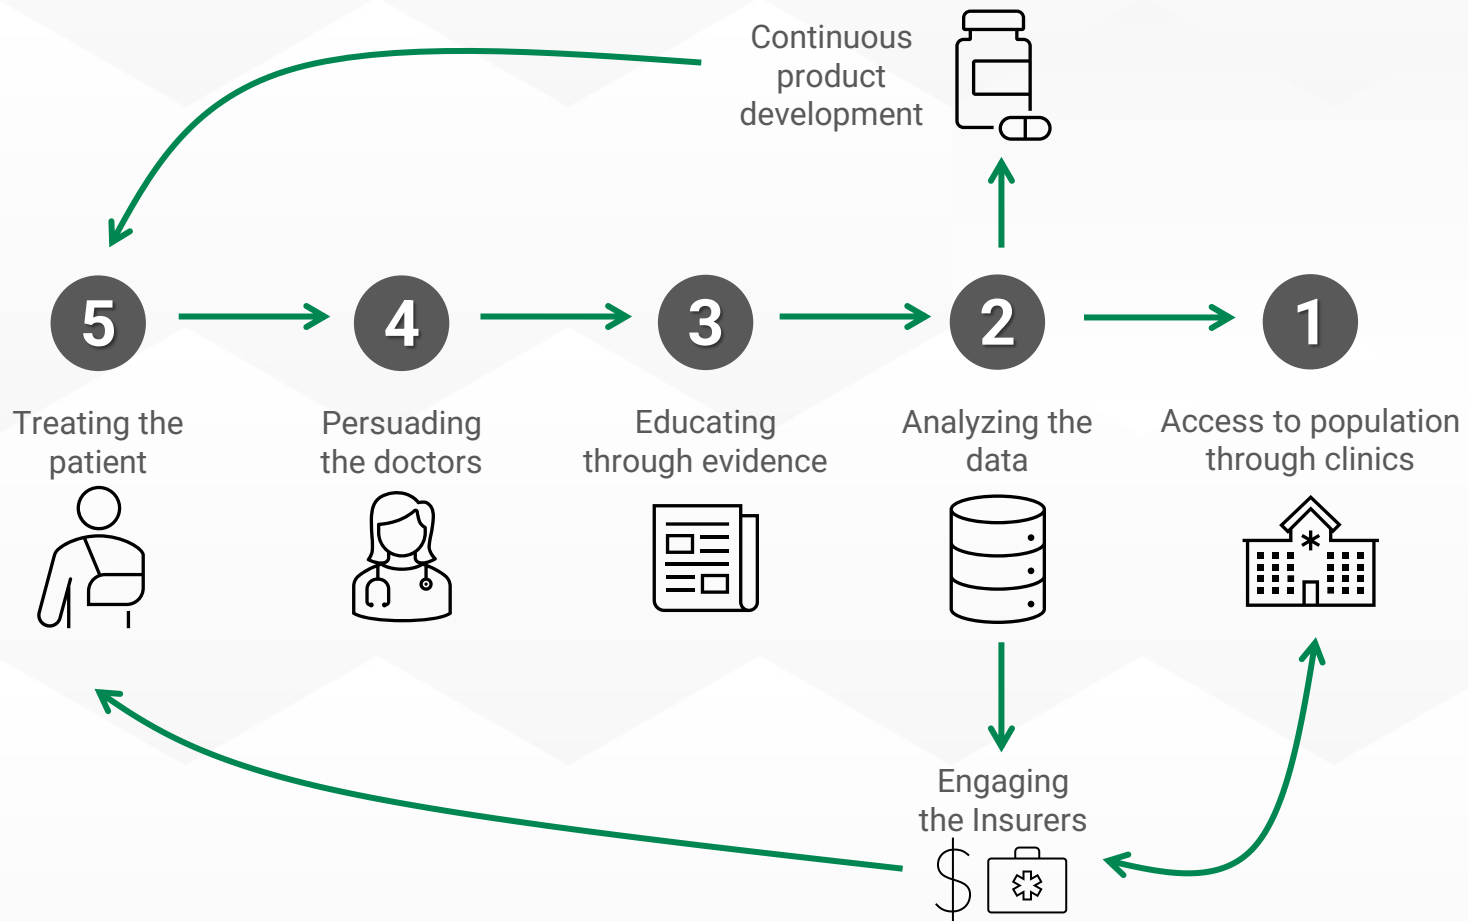 Continuous
product
development
5
4
3
2
1
Treating the
patient
Persuading
the doctors
Educating
through evidence
Analyzing the
data
Access to population
through clinics
Engaging
the Insurers
$